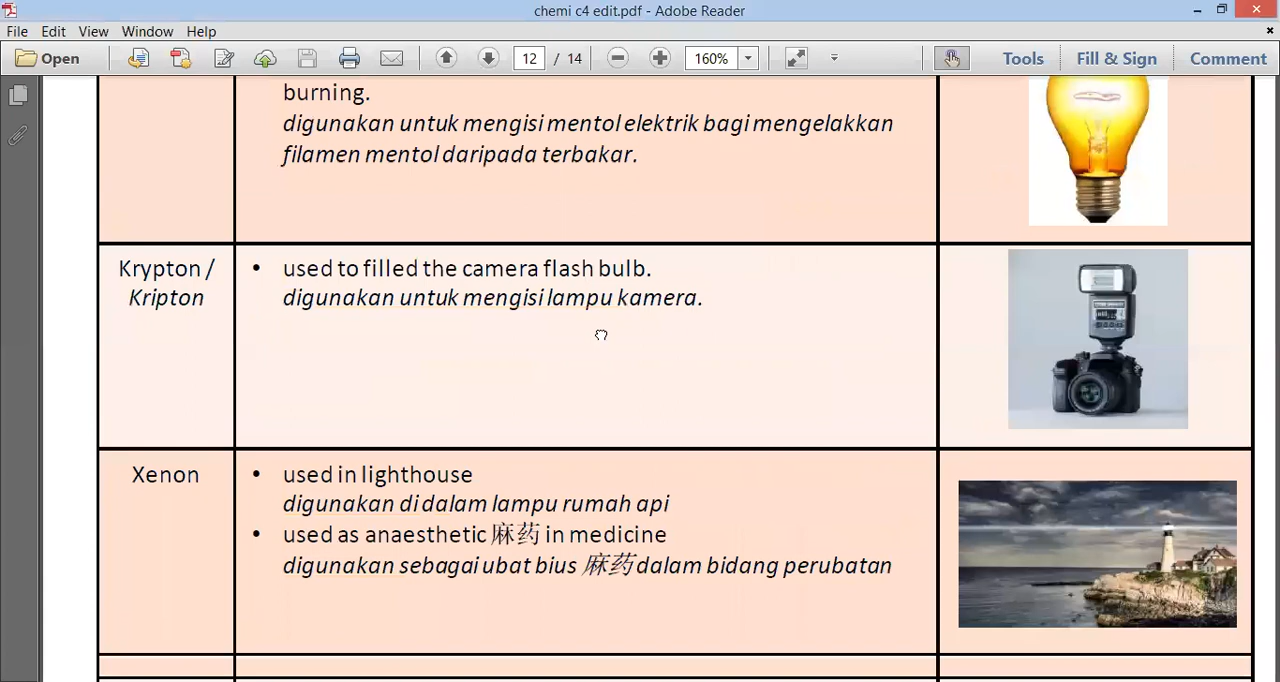 chemi c4 edit.pdf - Adobe Reader
File Edit View Window Help
Open 12 / 14 160% Tools Fill & Sign Comment
burning.
digunakan untuk mengisi mentol elektrik bagi mengelakkan
filamen mentol daripada terbakar.
Krypton /
Kripton
• used to filled the camera flash bulb.
digunakan untuk mengisi lampu kamera.
Xenon
• used in lighthouse
digunakan di dalam lampu rumah api
• used as anaesthetic 麻药 in medicine
digunakan sebagai ubat bius 麻药 dalam bidang perubatan